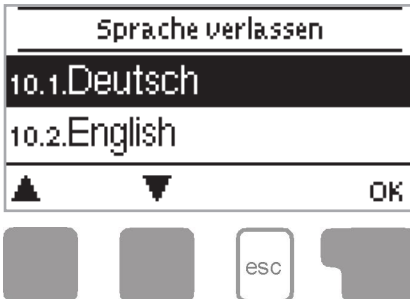 Sprache verlassen
10.1.Deutsch
10.2.English
OK
esc